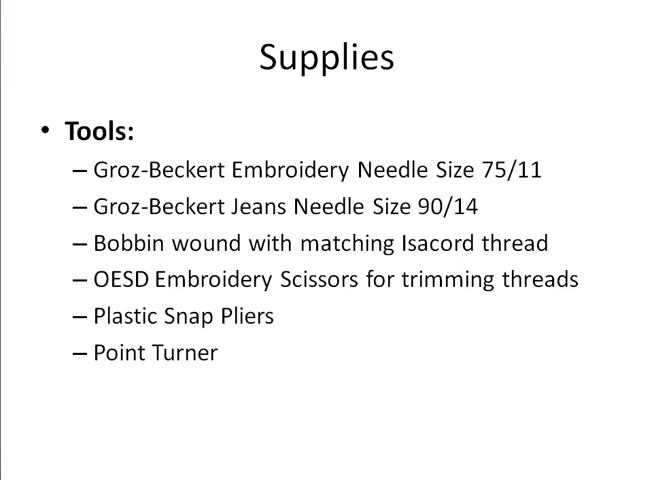 Supplies
• Tools:
– Groz-Beckert Embroidery Needle Size 75/11
– Groz-Beckert Jeans Needle Size 90/14
– Bobbin wound with matching Isacord thread
– OESD Embroidery Scissors for trimming threads
– Plastic Snap Pliers
– Point Turner